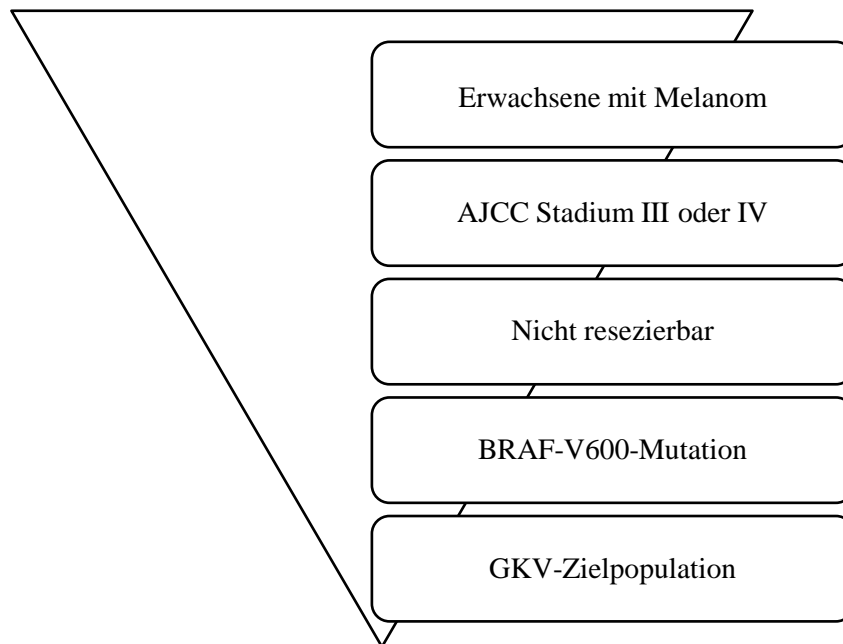 Erwachsene mit Melanom
AJCC Stadium III oder IV
Nicht resezierbar
BRAF-V600-Mutation
GKV-Zielpopulation